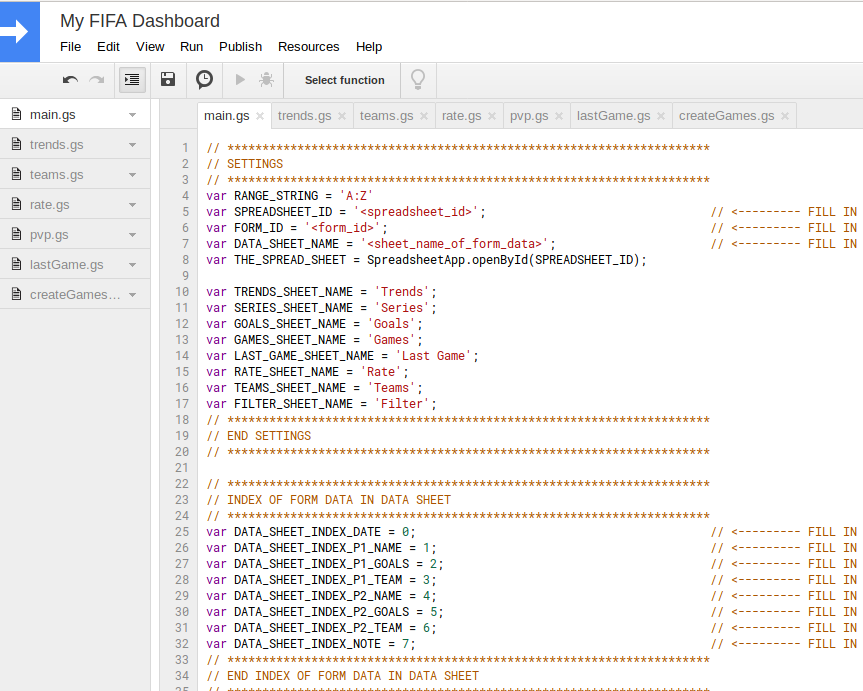 My FIFA Dashboard
File Edit View Run Publish Resources Help
Select function
main.gs
trends.gs
teams.gs
rate.gs
pvp.gs
lastGame.gs
createGames...
main.gs × trends.gs × teams.gs × rate.gs × pvp.gs × lastGame.gs × createGames.gs ×
1 // *********************************************************************
2 // SETTINGS
3 // *********************************************************************
4 var RANGE_STRING = 'A:Z'
5 var SPREADSHEET_ID = '<spreadsheet_id>'; // <-------- FILL IN
6 var FORM_ID = '<form_id>'; // <-------- FILL IN
7 var DATA_SHEET_NAME = '<sheet_name_of_form_data>'; // <-------- FILL IN
8 var THE_SPREAD_SHEET = SpreadsheetApp.openById(SPREADSHEET_ID);
9
10 var TRENDS_SHEET_NAME = 'Trends';
11 var SERIES_SHEET_NAME = 'Series';
12 var GOALS_SHEET_NAME = 'Goals';
13 var GAMES_SHEET_NAME = 'Games';
14 var LAST_GAME_SHEET_NAME = 'Last Game';
15 var RATE_SHEET_NAME = 'Rate';
16 var TEAMS_SHEET_NAME = 'Teams';
17 var FILTER_SHEET_NAME = 'Filter';
18 // *********************************************************************
19 // END SETTINGS
20 // *********************************************************************
21
22 // *********************************************************************
23 // INDEX OF FORM DATA IN DATA SHEET
24 // *********************************************************************
25 var DATA_SHEET_INDEX_DATE = 0; // <-------- FILL IN
26 var DATA_SHEET_INDEX_P1_NAME = 1; // <-------- FILL IN
27 var DATA_SHEET_INDEX_P1_GOALS = 2; // <-------- FILL IN
28 var DATA_SHEET_INDEX_P1_TEAM = 3; // <-------- FILL IN
29 var DATA_SHEET_INDEX_P2_NAME = 4; // <-------- FILL IN
30 var DATA_SHEET_INDEX_P2_GOALS = 5; // <-------- FILL IN
31 var DATA_SHEET_INDEX_P2_TEAM = 6; // <-------- FILL IN
32 var DATA_SHEET_INDEX_NOTE = 7; // <-------- FILL IN
33 // *********************************************************************
34 // END INDEX OF FORM DATA IN DATA SHEET
35 // *********************************************************************